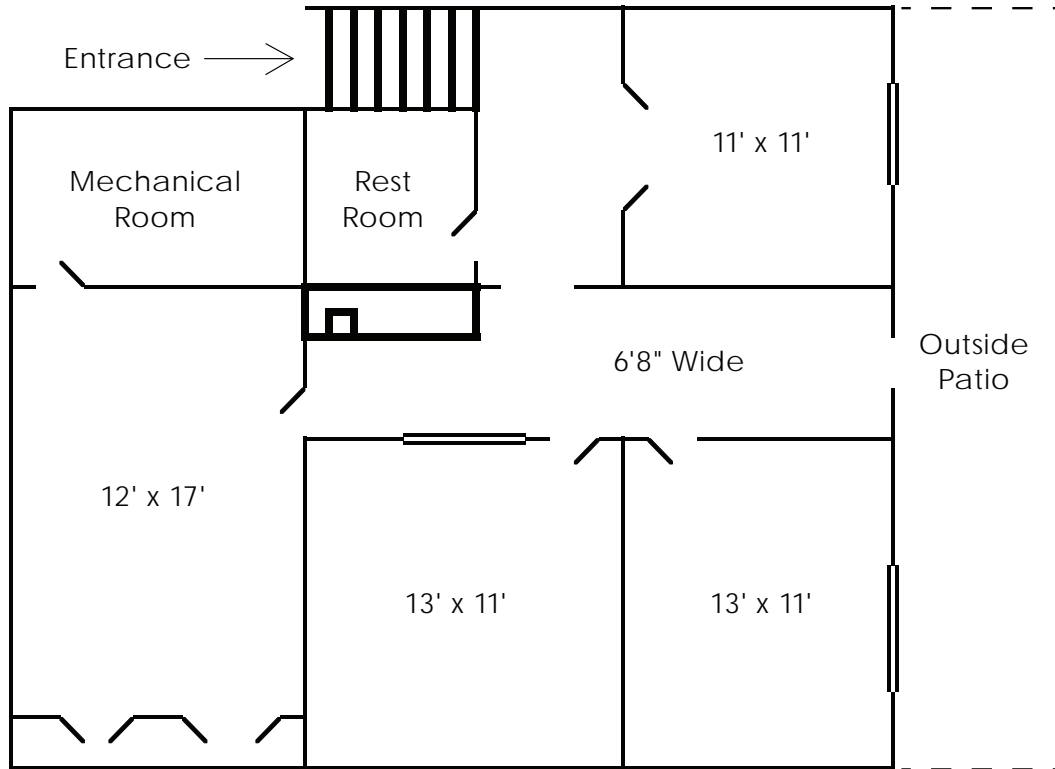 Entrance
11' x 11'
Mechanical
Room
Rest
Room
Outside
Patio
6'8" Wide
12' x 17'
13' x 11'
13' x 11'